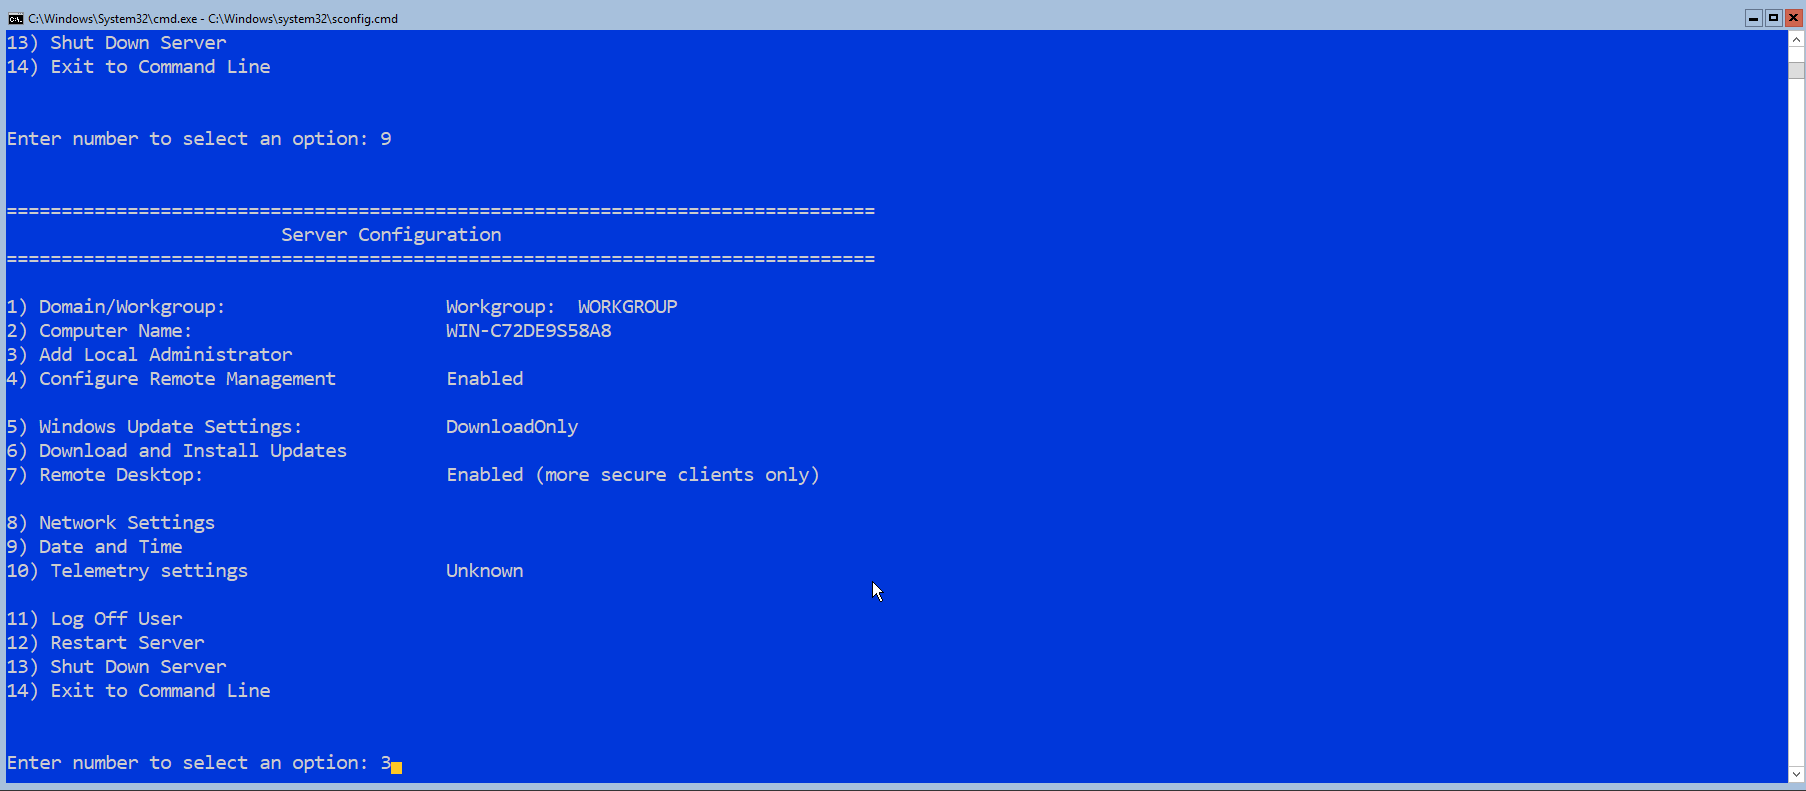 C:\Windows\System32\cmd.exe - C:\Windows\system32\sconfig.cmd
13) Shut Down Server
14) Exit to Command Line
Enter number to select an option: 9
===============================================================================
Server Configuration
===============================================================================
1) Domain/Workgroup: Workgroup: WORKGROUP
2) Computer Name: WIN-C72DE9S58A8
3) Add Local Administrator
4) Configure Remote Management Enabled
5) Windows Update Settings: DownloadOnly
6) Download and Install Updates
7) Remote Desktop: Enabled (more secure clients only)
8) Network Settings
9) Date and Time
10) Telemetry settings Unknown
11) Log Off User
12) Restart Server
13) Shut Down Server
14) Exit to Command Line
Enter number to select an option: 3